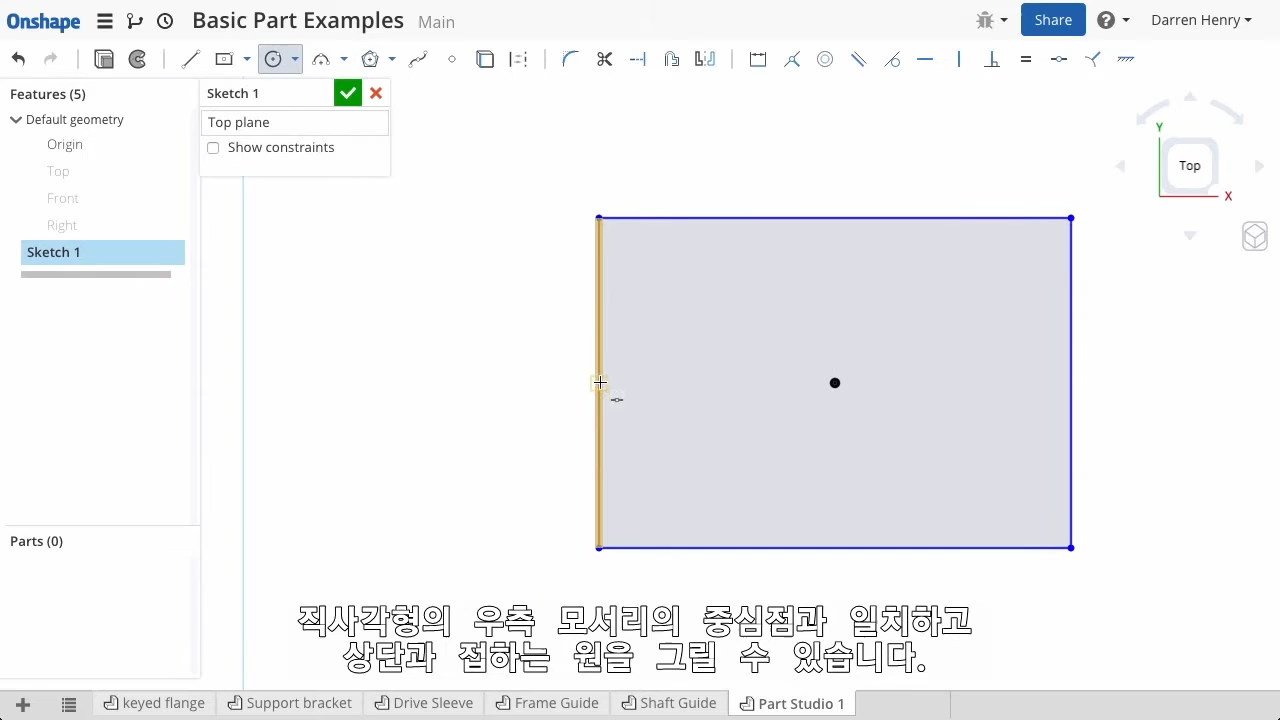 Onshape
Basic Part Examples Main
Share
Darren Henry
Features (5)
Default geometry
Origin
Top
Front
Right
Sketch 1
Sketch 1
Top plane
Show constraints
Y
Top
X
Parts (0)
직사각형의 우측 모서리의 중심점과 일치하고
상단과 접하는 원을 그릴 수 있습니다.
keyed flange
Support bracket
Drive Sleeve
Frame Guide
Shaft Guide
Part Studio 1